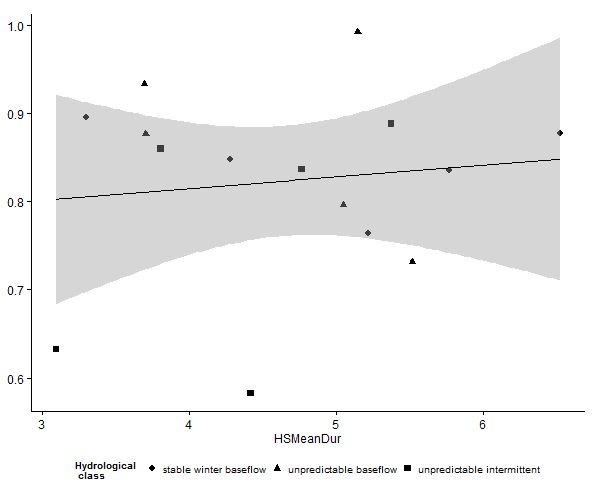 1.0
0.9
0.8
0.7
0.6
3 4 5 6
HSMeanDur
Hydrological
class
stable winter baseflow unpredictable baseflow unpredictable intermittent